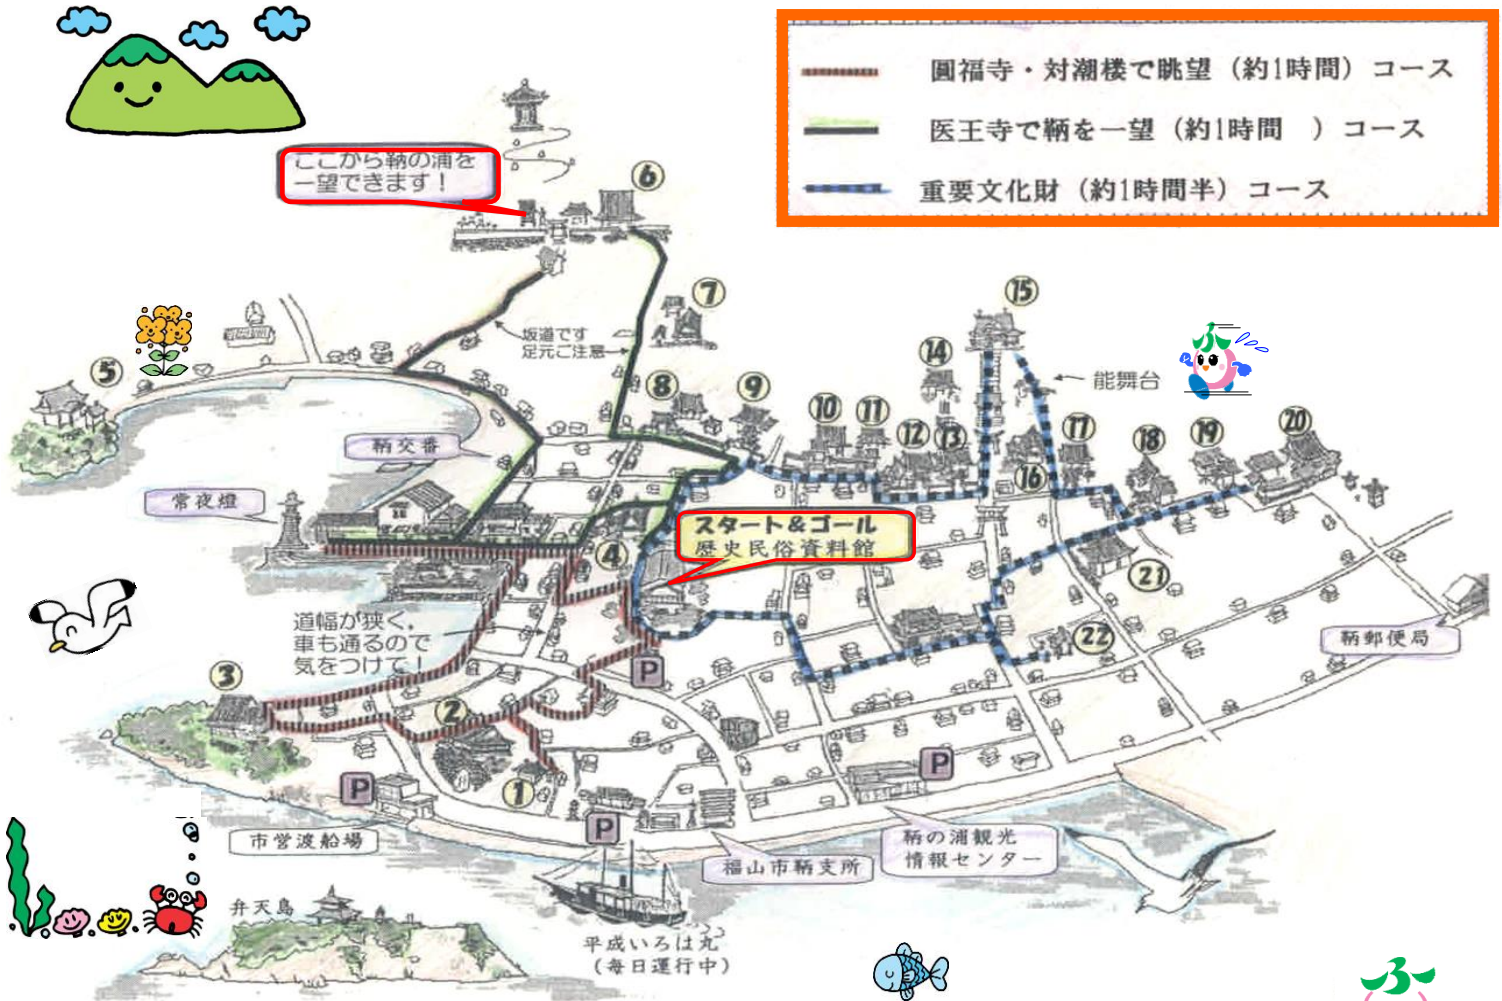 圓福寺・対潮楼で眺望（約1時間）コース
医王寺で鞆を一望（約1時間　）コース
重要文化財（約1時間半）コース
ここから鞆の浦を
一望できます！
6
7
15
坂道です
足元ご注意
14
能舞台
5
8
9
10
11
12
13
17
18
19
20
16
鞆交番
常夜燈
スタート＆ゴール
歴史民俗資料館
4
21
道幅が狭く、
車も通るので
気をつけて！
22
鞆郵便局
P
3
2
1
P
P
P
市営渡船場
福山市鞆支所
鞆の浦観光
情報センター
弁天島
平成いろは丸
（毎日運行中）
ふ
ふ